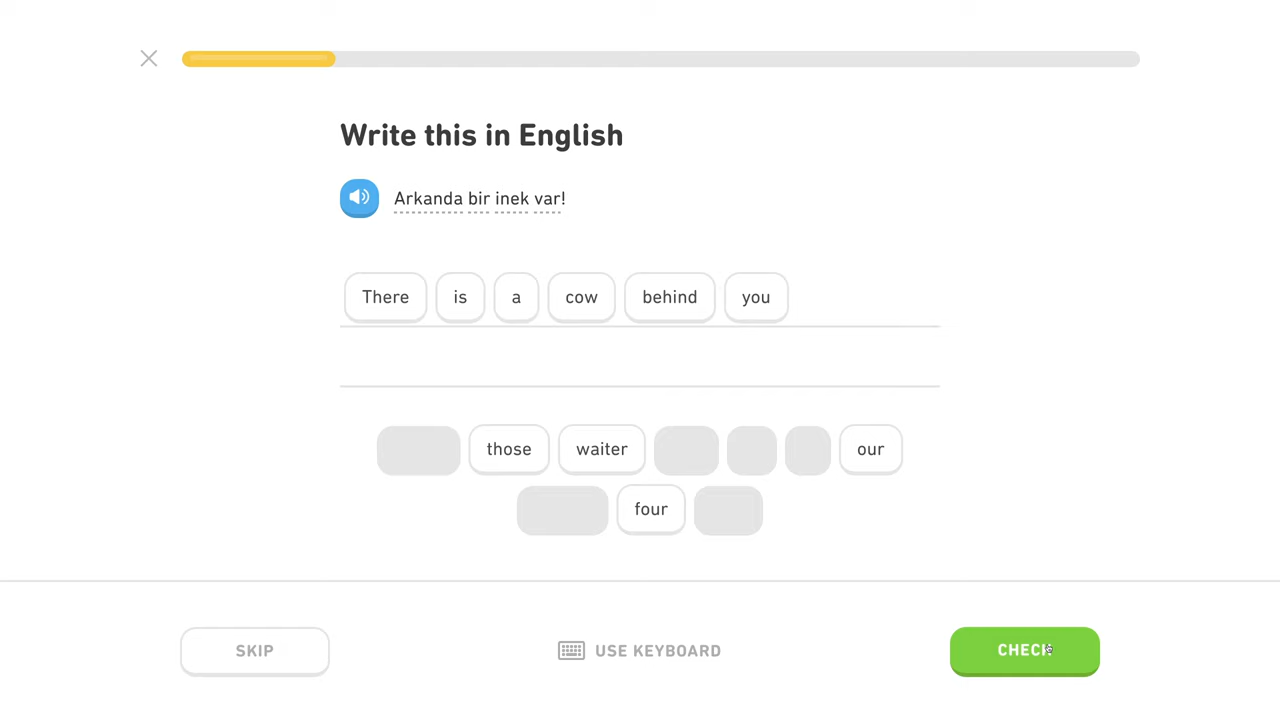 Write this in English
Arkanda bir inek var!
There is a cow behind you
those waiter our
four
SKIP USE KEYBOARD CHECK